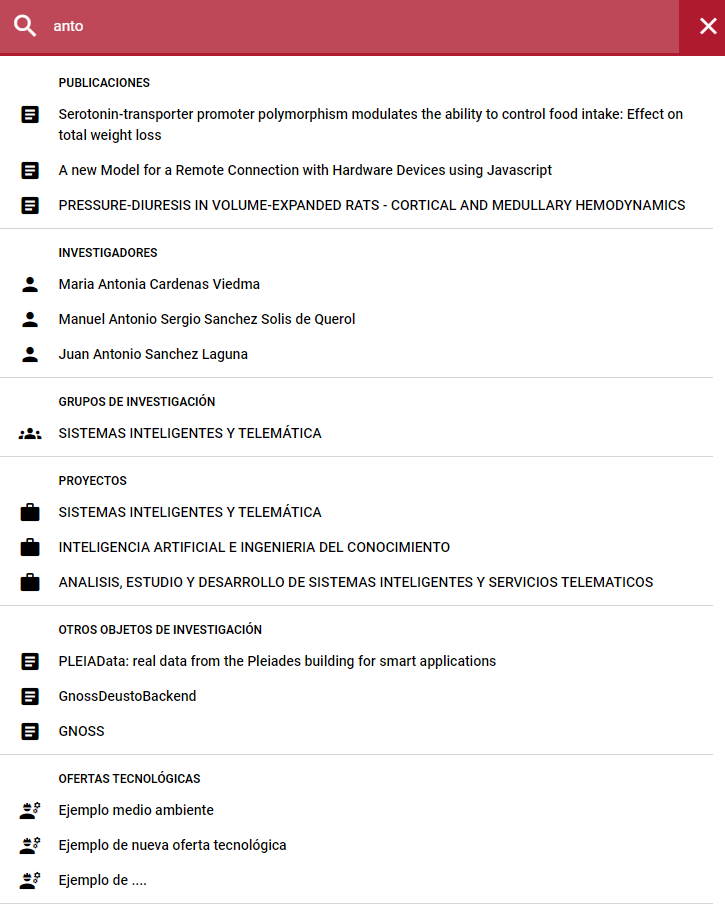 anto
PUBLICACIONES
Serotonin-transporter promoter polymorphism modulates the ability to control food intake: Effect on
total weight loss
A new Model for a Remote Connection with Hardware Devices using Javascript
PRESSURE-DIURESIS IN VOLUME-EXPANDED RATS - CORTICAL AND MEDULLARY HEMODYNAMICS
INVESTIGADORES
Maria Antonia Cardenas Viedma
Manuel Antonio Sergio Sanchez Solis de Querol
Juan Antonio Sanchez Laguna
GRUPOS DE INVESTIGACIÓN
SISTEMAS INTELIGENTES Y TELEMÁTICA
PROYECTOS
SISTEMAS INTELIGENTES Y TELEMÁTICA
INTELIGENCIA ARTIFICIAL E INGENIERIA DEL CONOCIMIENTO
ANALISIS, ESTUDIO Y DESARROLLO DE SISTEMAS INTELIGENTES Y SERVICIOS TELEMATICOS
OTROS OBJETOS DE INVESTIGACIÓN
PLEIAData: real data from the Pleiades building for smart applications
GnossDeustoBackend
GNOSS
OFERTAS TECNOLÓGICAS
Ejemplo medio ambiente
Ejemplo de nueva oferta tecnológica
Ejemplo de ....